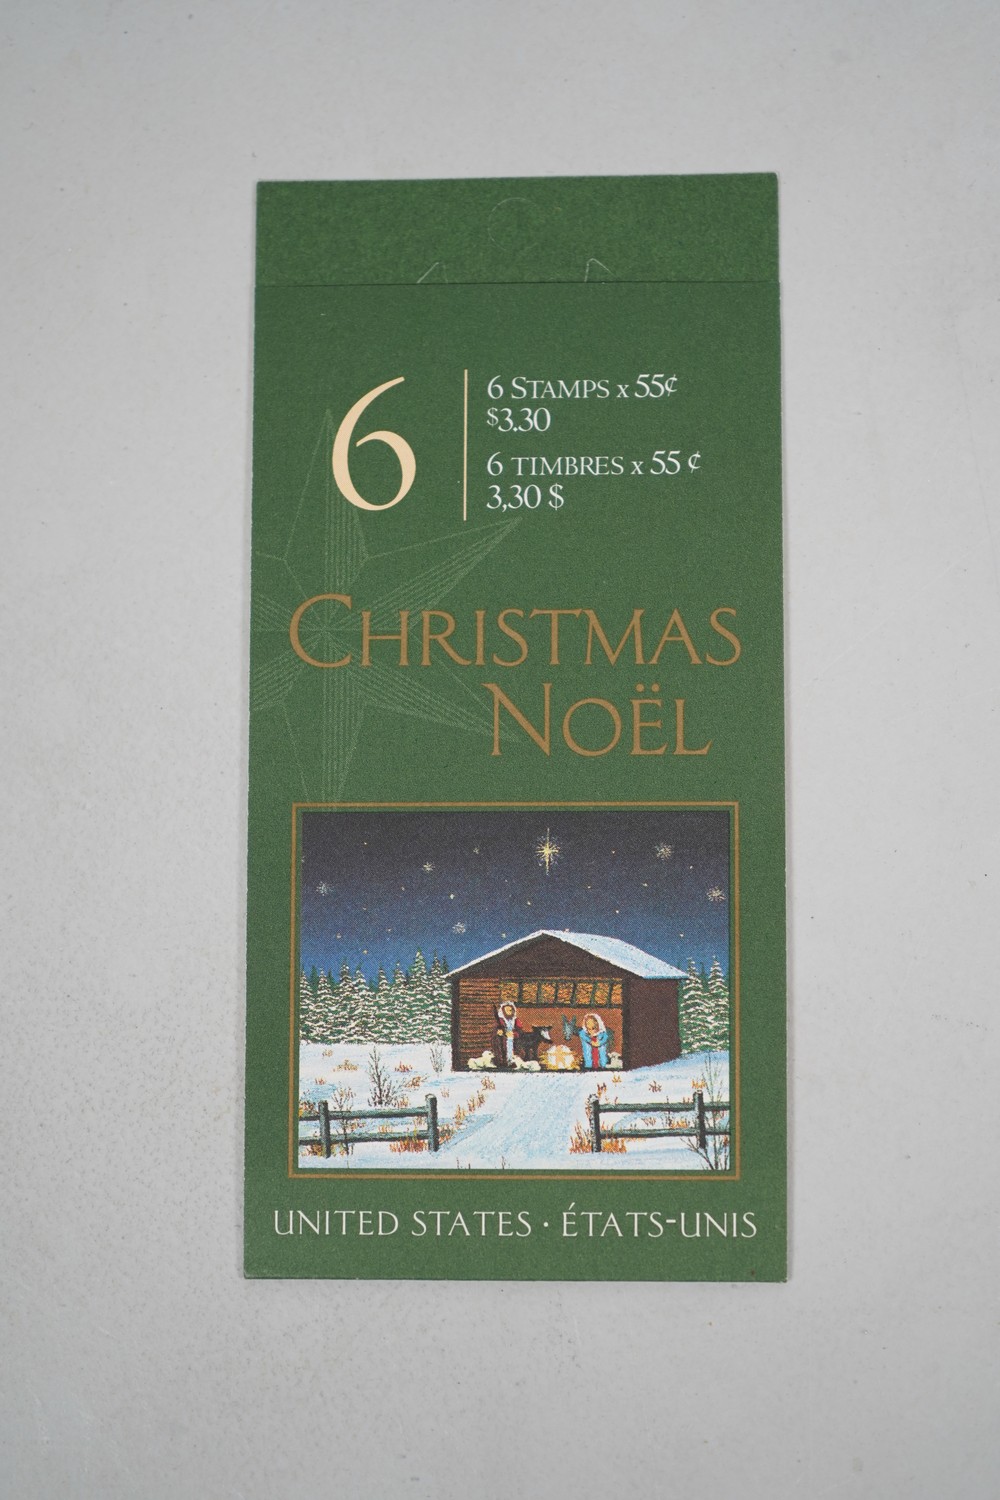 6
6 STAMPS x 55¢
$3.30
6 TIMBRES x 55 ¢
3,30 $
CHRISTMAS
NOËL
UNITED STATES · ÉTATS-UNIS